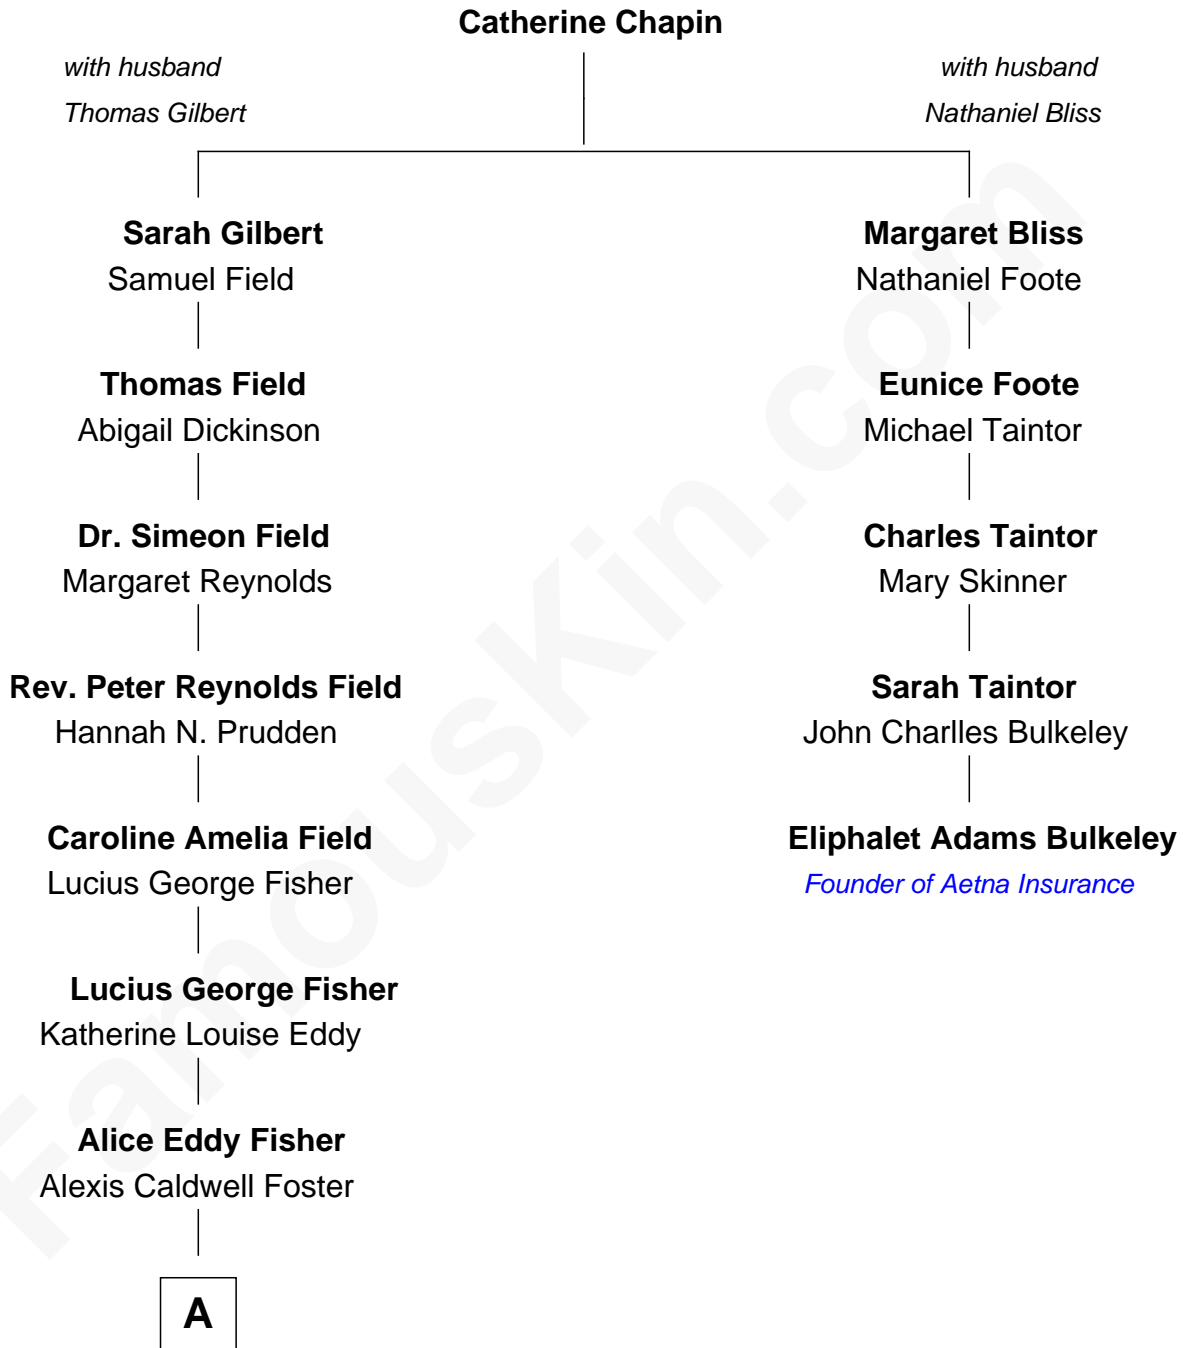 Catherine Chapin
with husband
Thomas Gilbert
with husband
Nathaniel Bliss
Sarah Gilbert
Samuel Field
Margaret Bliss
Nathaniel Foote
Thomas Field
Abigail Dickinson
Eunice Foote
Michael Taintor
Dr. Simeon Field
Margaret Reynolds
Charles Taintor
Mary Skinner
Rev. Peter Reynolds Field
Hannah N. Prudden
Sarah Taintor
John Charlles Bulkeley
Caroline Amelia Field
Lucius George Fisher
Eliphalet Adams Bulkeley
Founder of Aetna Insurance
Lucius George Fisher
Katherine Louise Eddy
Alice Eddy Fisher
Alexis Caldwell Foster
A
FamousKin.com